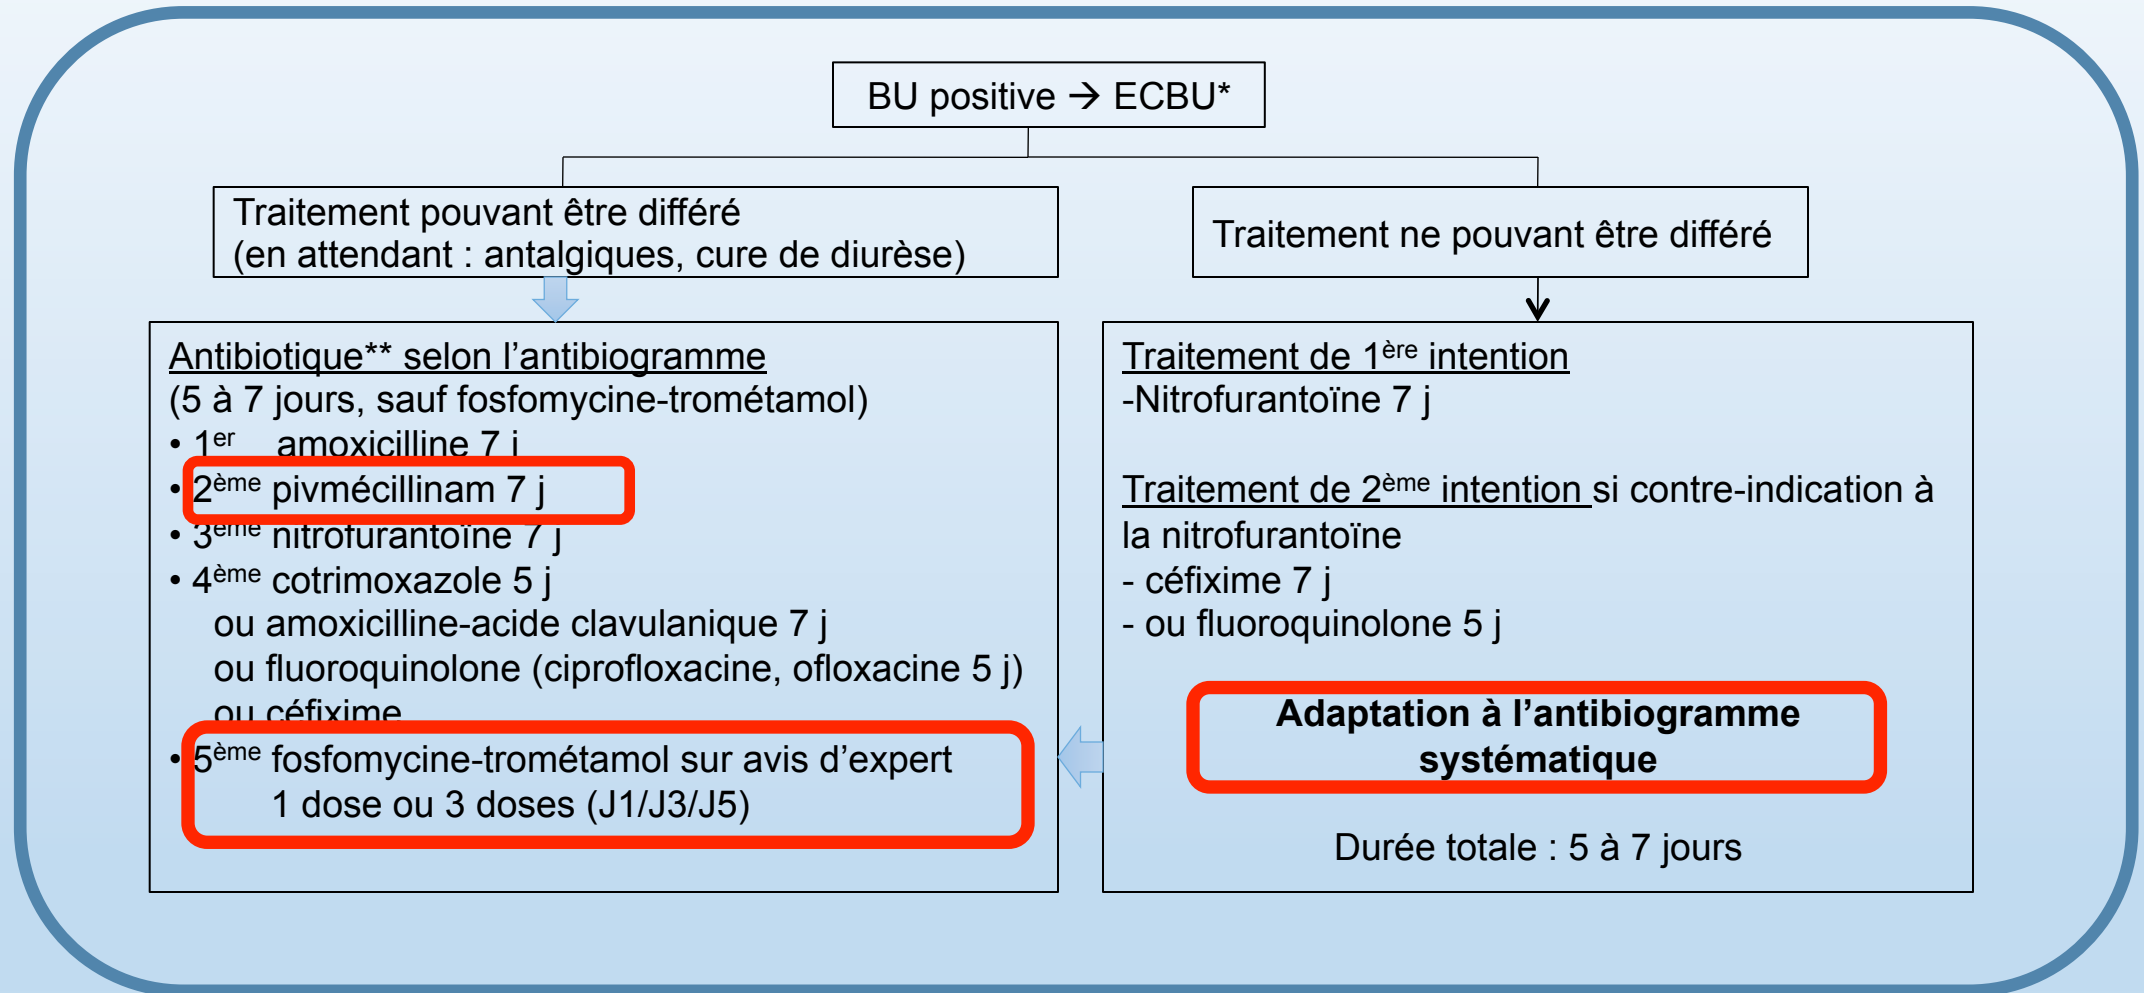 BU positive → ECBU*
Traitement pouvant être différé
(en attendant : antalgiques, cure de diurèse)
Traitement ne pouvant être différé
Antibiotique** selon l’antibiogramme
(5 à 7 jours, sauf fosfomycine-trométamol)
• 1er amoxicilline 7 j
• 2ème pivmécillinam 7 j
• 3ème nitrofurantoïne 7 j
• 4ème cotrimoxazole 5 j
ou amoxicilline-acide clavulanique 7 j
ou fluoroquinolone (ciprofloxacine, ofloxacine 5 j)
ou céfixime
• 5ème fosfomycine-trométamol sur avis d’expert
1 dose ou 3 doses (J1/J3/J5)
Traitement de 1ère intention
-Nitrofurantoïne 7 j
Traitement de 2ème intention si contre-indication à
la nitrofurantoïne
- céfixime 7 j
- ou fluoroquinolone 5 j
Adaptation à l’antibiogramme
systématique
Durée totale : 5 à 7 jours